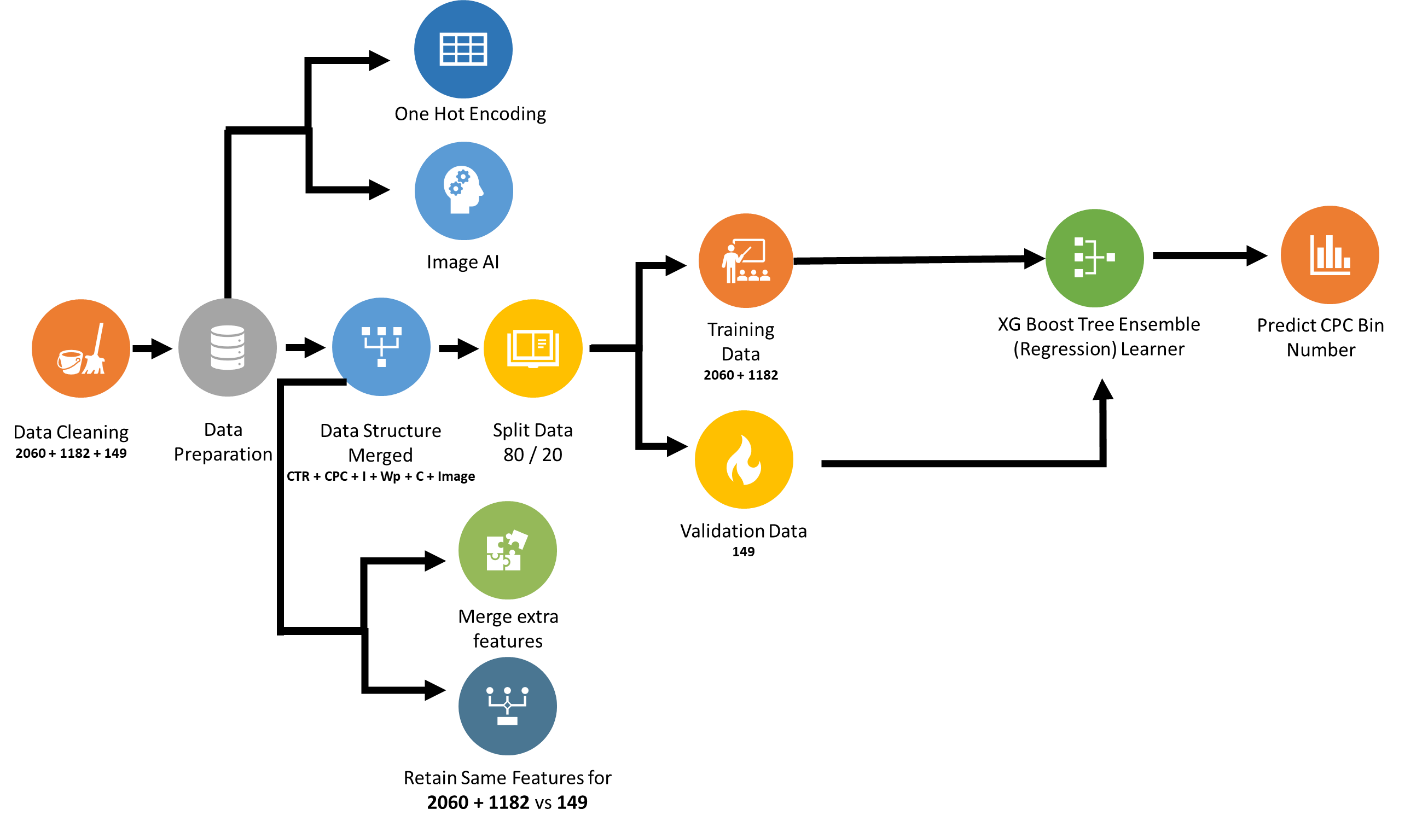 One Hot Encoding
Image AI
Data Cleaning
2060 + 1182 + 149
Data
Preparation
Data Structure
Merged
CTR + CPC + I + Wp + C + Image
Split Data
80 / 20
Training
Data
2060 + 1182
Validation Data
149
XG Boost Tree Ensemble
(Regression) Learner
Predict CPC Bin
Number
Merge extra
features
Retain Same Features for
2060 + 1182 vs 149